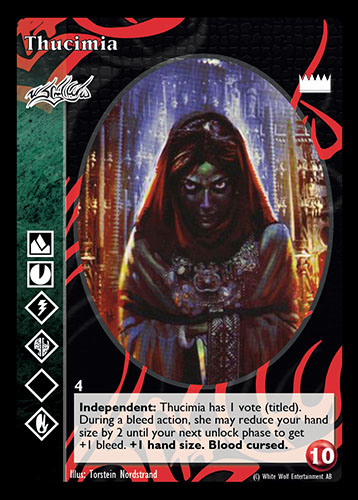 Thucimia
4
Independent: Thucimia has 1 vote (titled).
During a bleed action, she may reduce your hand
size by 2 until your next unlock phase to get
+1 bleed. +1 hand size. Blood cursed.
10
Illus: Torstein Nordstrand
(C) White Wolf Entertainment AB